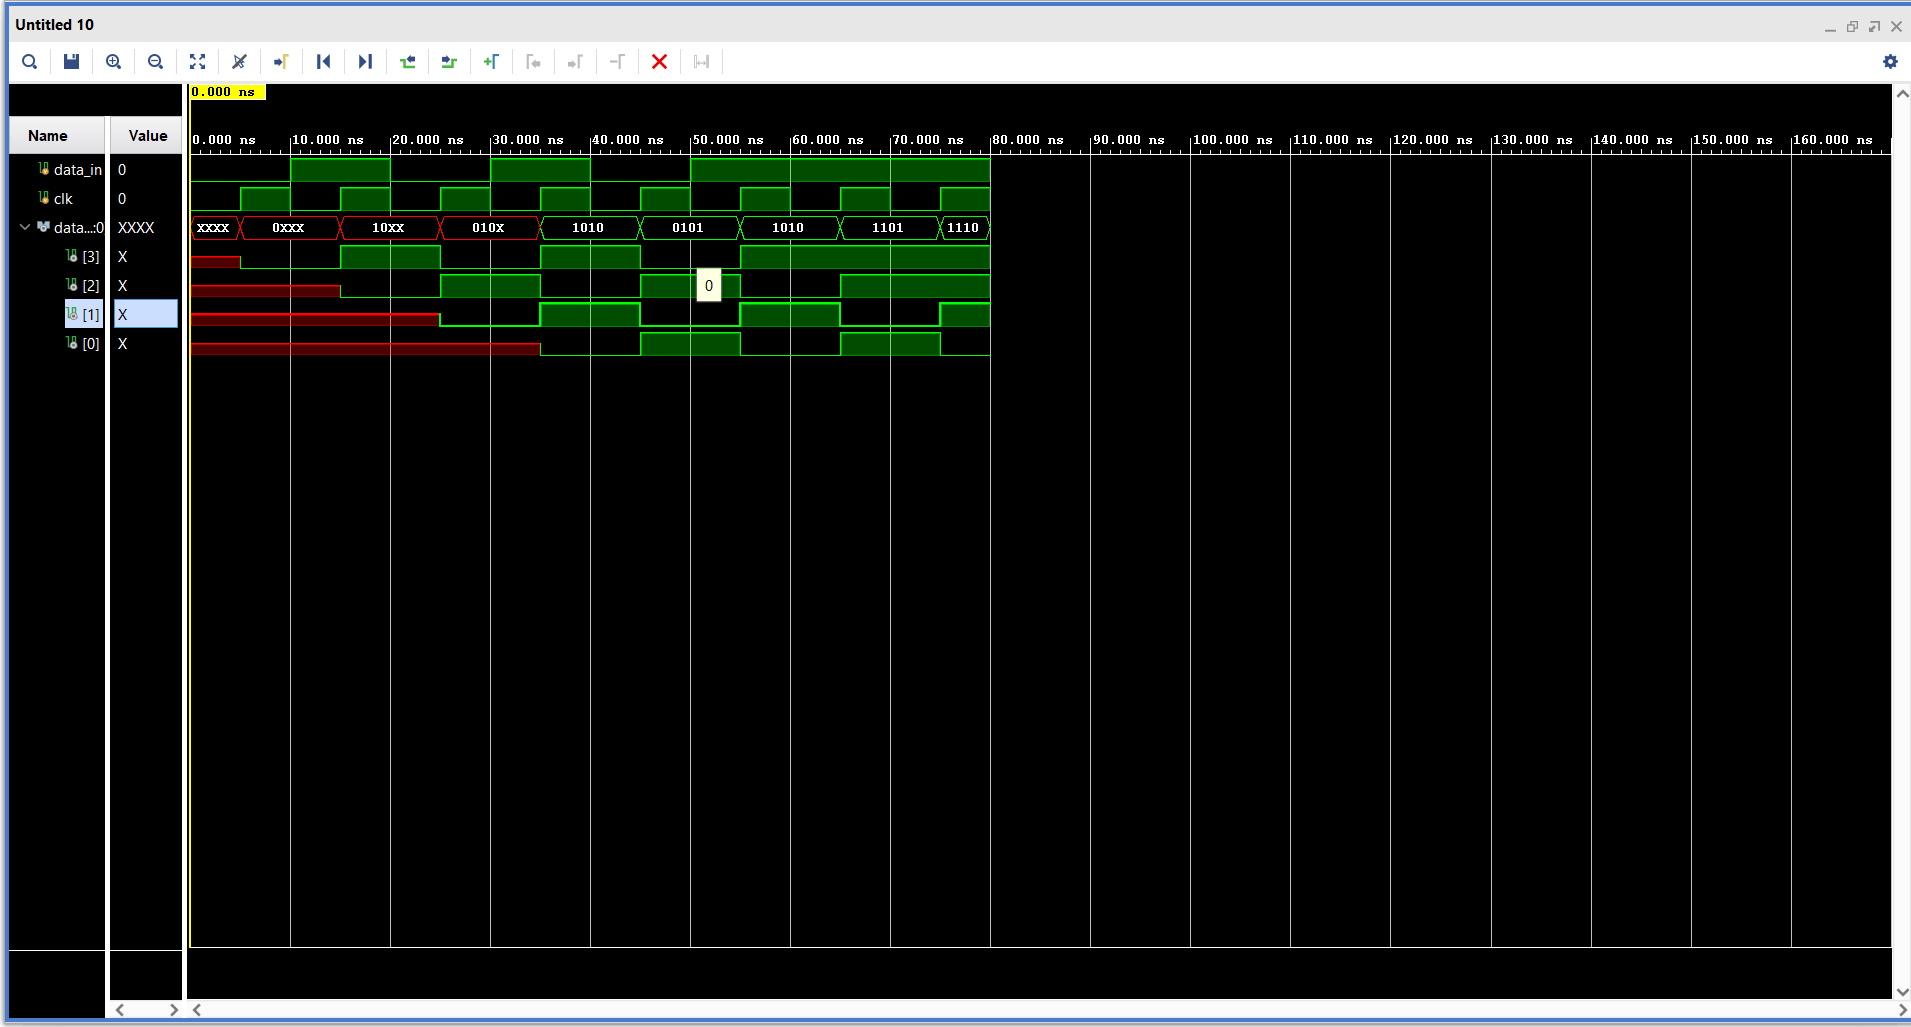 Untitled 10
0.000 ns
Name Value
0.000 ns 10.000 ns 20.000 ns 30.000 ns 40.000 ns 50.000 ns 60.000 ns 70.000 ns 80.000 ns 90.000 ns 100.000 ns 110.000 ns 120.000 ns 130.000 ns 140.000 ns 150.000 ns 160.000 ns
data_in 0
clk 0
data...:0 XXXX XXXX 0XXX 10XX 010X 1010 0101 1010 1101 1110
[3] X
[2] X 0
[1] X
[0] X